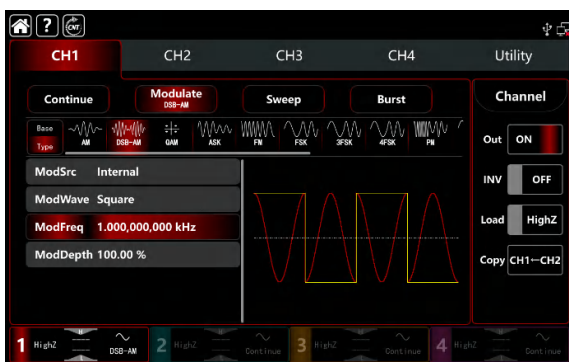 ? CNT
CH1 CH2 CH3 CH4 Utility
Continue Modulate Sweep Burst Channel
DSB-AM
Base
Type AM DSB-AM QAM ASK FM FSK 3FSK 4FSK PM
Out ON
ModSrc Internal
INV OFF
ModWave Square
ModFreq 1.000,000,000 kHz
Load HighZ
ModDepth 100.00 %
Copy CH1←CH2
1 HighZ DSB-AM 2 HighZ Continue 3 HighZ Continue 4 HighZ Continue